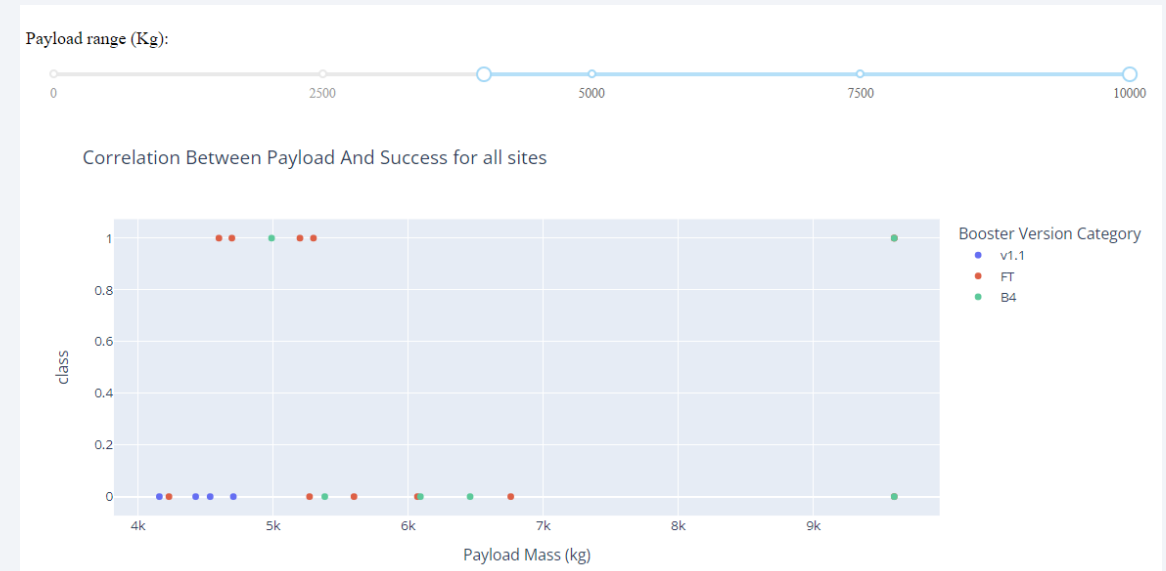 Payload range (Kg):
0 2500 5000 7500 10000
Correlation Between Payload And Success for all sites
1
0.8
0.6
0.4
0.2
0
class
4k 5k 6k 7k 8k 9k
Payload Mass (kg)
Booster Version Category
v1.1
FT
B4